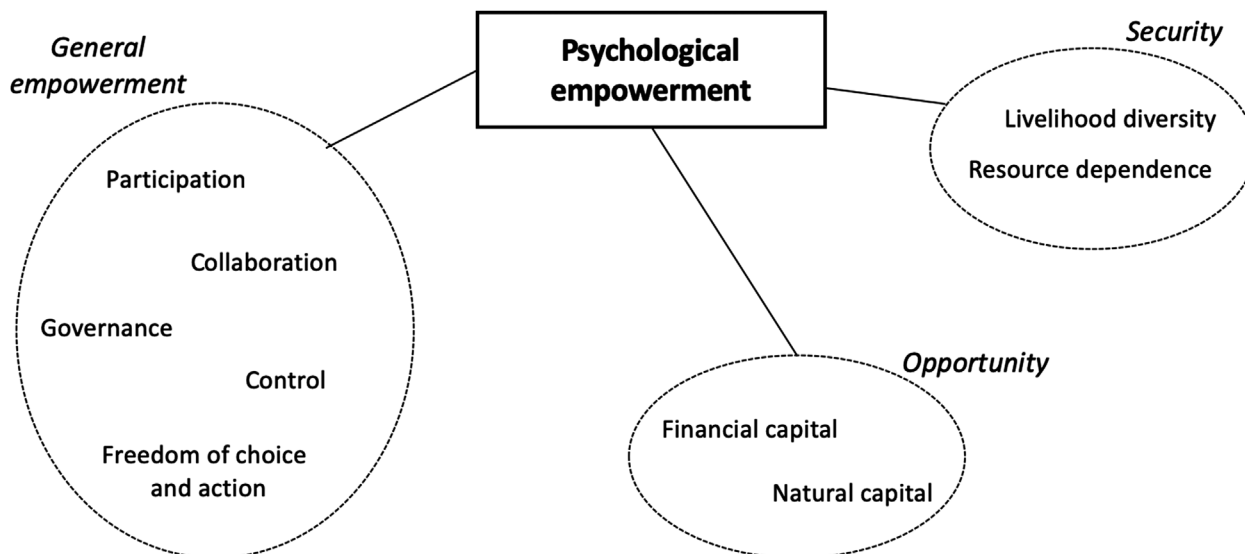 General
empowerment
Participation
Collaboration
Governance
Control
Freedom of choice
and action
Psychological
empowerment
Security
Livelihood diversity
Resource dependence
Opportunity
Financial capital
Natural capital